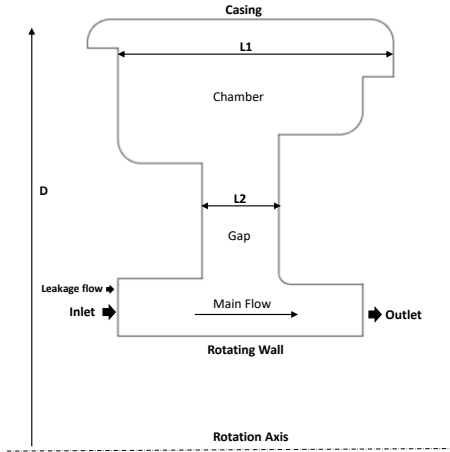 Casing
L1
Chamber
D
L2
Gap
Leakage flow
Main Flow
Inlet
Outlet
Rotating Wall
Rotation Axis